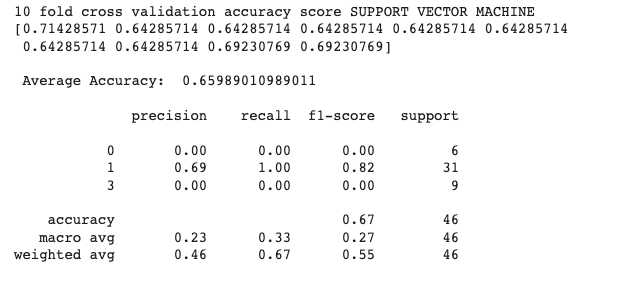 10 fold cross validation accuracy score SUPPORT VECTOR MACHINE
[0.71428571 0.64285714 0.64285714 0.64285714 0.64285714 0.64285714
0.64285714 0.64285714 0.69230769 0.69230769]
Average Accuracy: 0.65989010989011
precision recall f1-score support
0 0.00 0.00 0.00 6
1 0.69 1.00 0.82 31
3 0.00 0.00 0.00 9
accuracy 0.67 46
macro avg 0.23 0.33 0.27 46
weighted avg 0.46 0.67 0.55 46